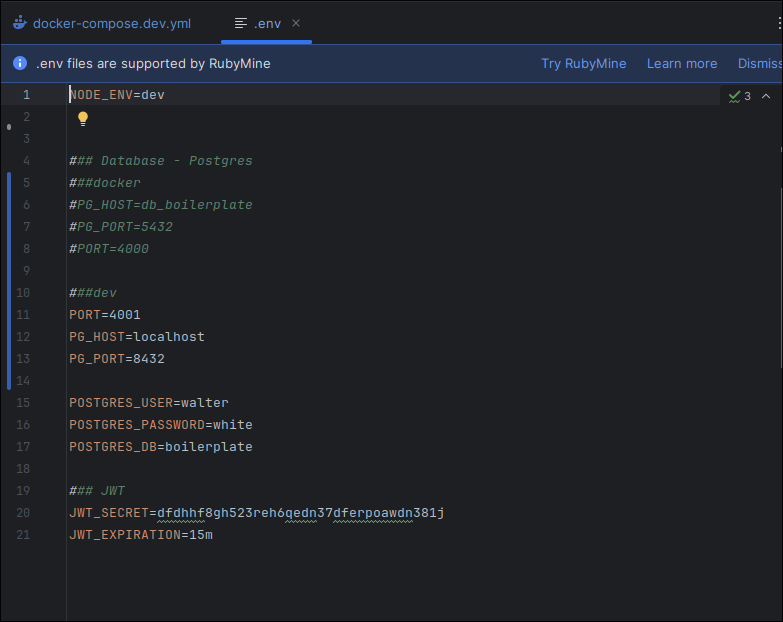 docker-compose.dev.yml .env
.env files are supported by RubyMine Try RubyMine Learn more Dismiss
1 NODE_ENV=dev 3
2
3
4 ### Database - Postgres
5 ###docker
6 #PG_HOST=db_boilerplate
7 #PG_PORT=5432
8 #PORT=4000
9
10 ###dev
11 PORT=4001
12 PG_HOST=localhost
13 PG_PORT=8432
14
15 POSTGRES_USER=walter
16 POSTGRES_PASSWORD=white
17 POSTGRES_DB=boilerplate
18
19 ### JWT
20 JWT_SECRET=dfdhhf8gh523reh6qedn37dferpoawdn381j
21 JWT_EXPIRATION=15m